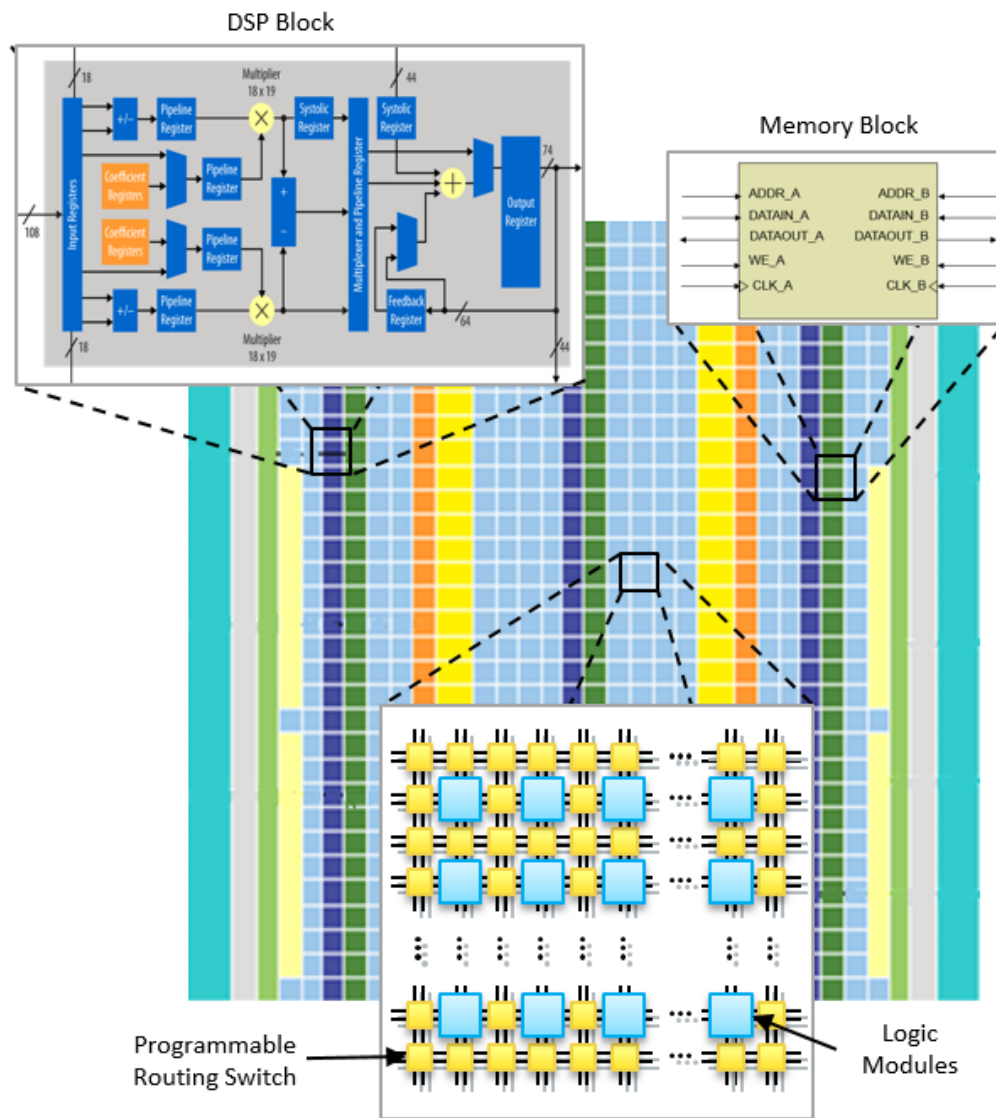 DSP Block
18
44
Multiplier
18 x 19
+/–
Pipeline
Register
Systolic
Register
Systolic
Register
74
Coefficient
Registers
Pipeline
Register
Input Registers
108
+
–
Multiplexer and Pipeline Register
Output
Register
Coefficient
Registers
Pipeline
Register
+/–
Pipeline
Register
Feedback
Register
64
18
Multiplier
18 x 19
44
Memory Block
ADDR_A ADDR_B
DATAIN_A DATAIN_B
DATAOUT_A DATAOUT_B
WE_A WE_B
CLK_A CLK_B
Programmable
Routing Switch
Logic
Modules